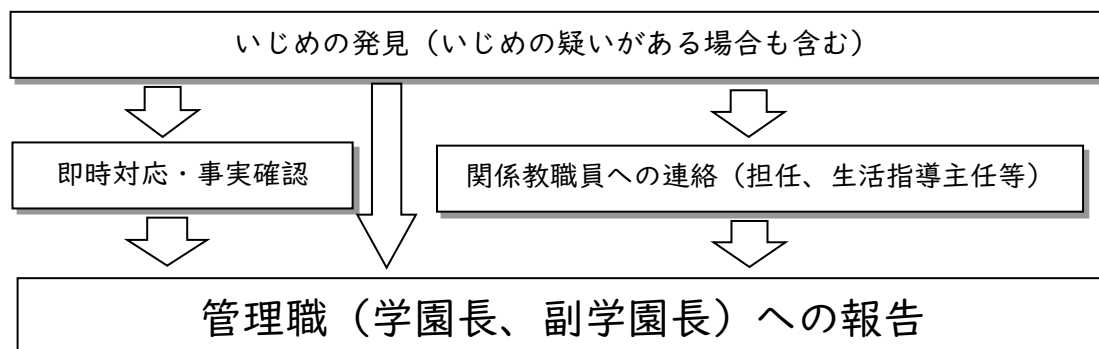 いじめの発見（いじめの疑いがある場合も含む）
即時対応・事実確認
関係教職員への連絡（担任、生活指導主任等）
管理職（学園長、副学園長）への報告